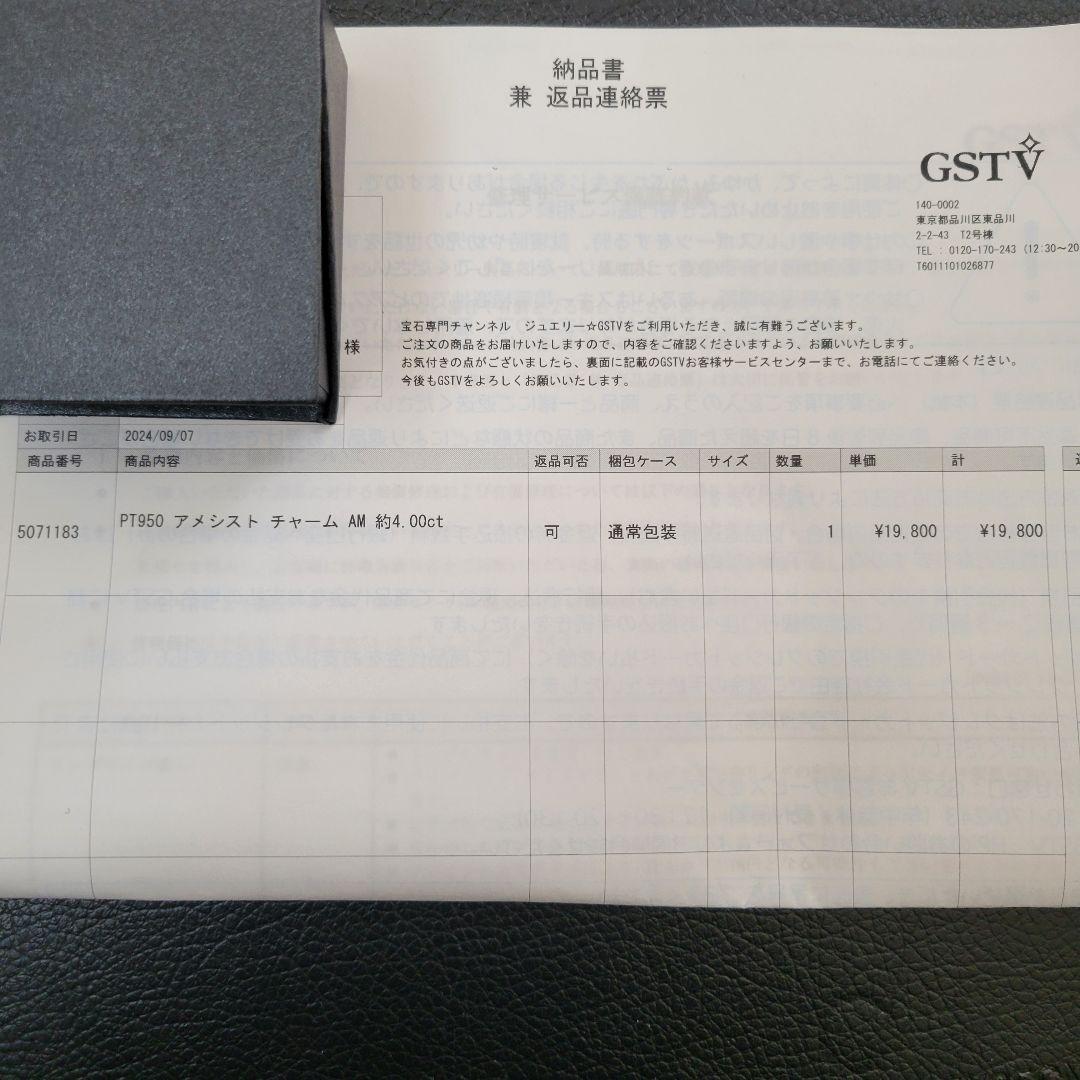 納品書
兼 返品連絡票
GSTV
140-0002
東京都品川区東品川
2-2-43 T2号棟
TEL : 0120-170-243 (12:30～20
T6011101026877
様
宝石専門チャンネル ジュエリー☆GSTVをご利用いただき、誠に有難うございます。
ご注文の商品をお届けいたしますので、内容をご確認くださいますよう、お願いいたします。
お気付きの点がございましたら、裏面に記載のGSTVお客様サービスセンターまで、お電話にてご連絡ください。
今後もGSTVをよろしくお願いいたします。
お取引日 2024/09/07
商品番号 商品内容 返品可否 梱包ケース サイズ 数量 単価 計
5071183 PT950 アメシスト チャーム AM 約4.00ct 可 通常包装 1 ¥19,800 ¥19,800